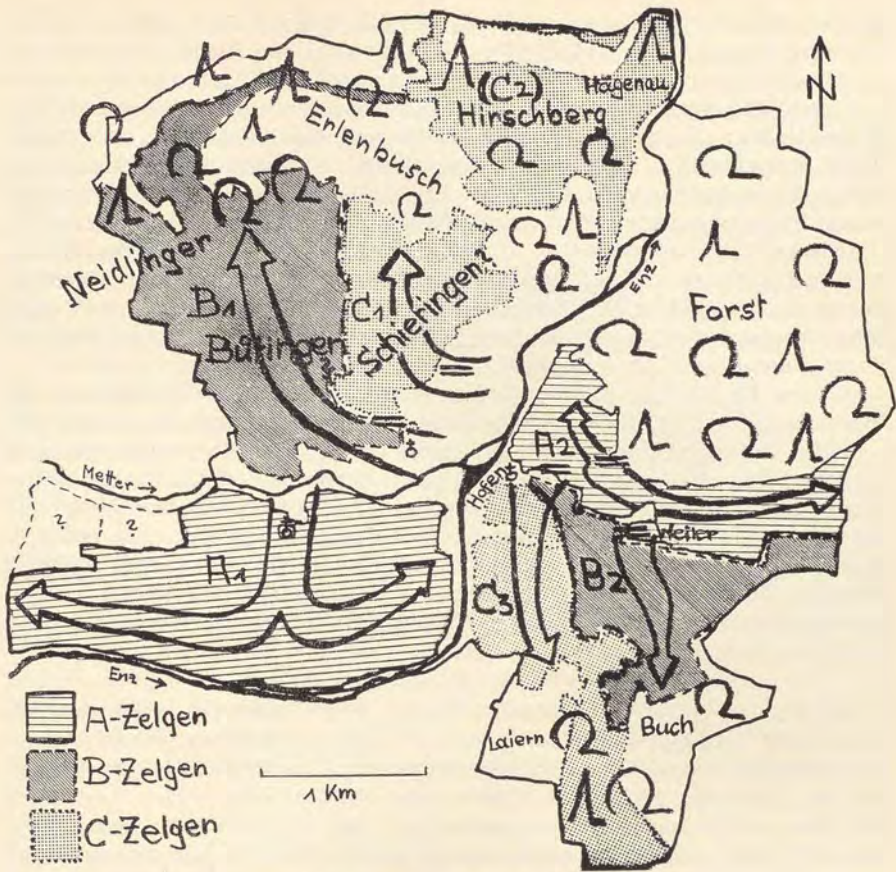 Hägenau
(C2)
Hirschberg
N
Erlenbusch
Neidlinger
Enz →
Forst
B1
Bütingen
C1
Schieringen?
A2
Metter →
Hofen
?
?
Weiler
A1
B2
C3
Enz →
Laiern
Buch
A-Zelgen
B-Zelgen
C-Zelgen
1 Km